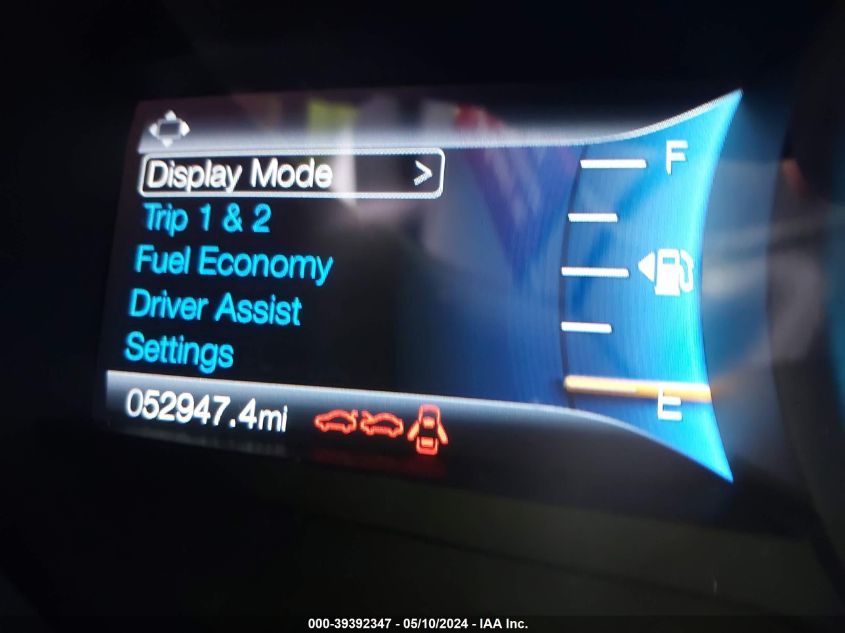 Display Mode >
Trip 1 & 2
Fuel Economy
Driver Assist
Settings
052947.4mi
F
E
000-39392347 - 05/10/2024 - IAA Inc.